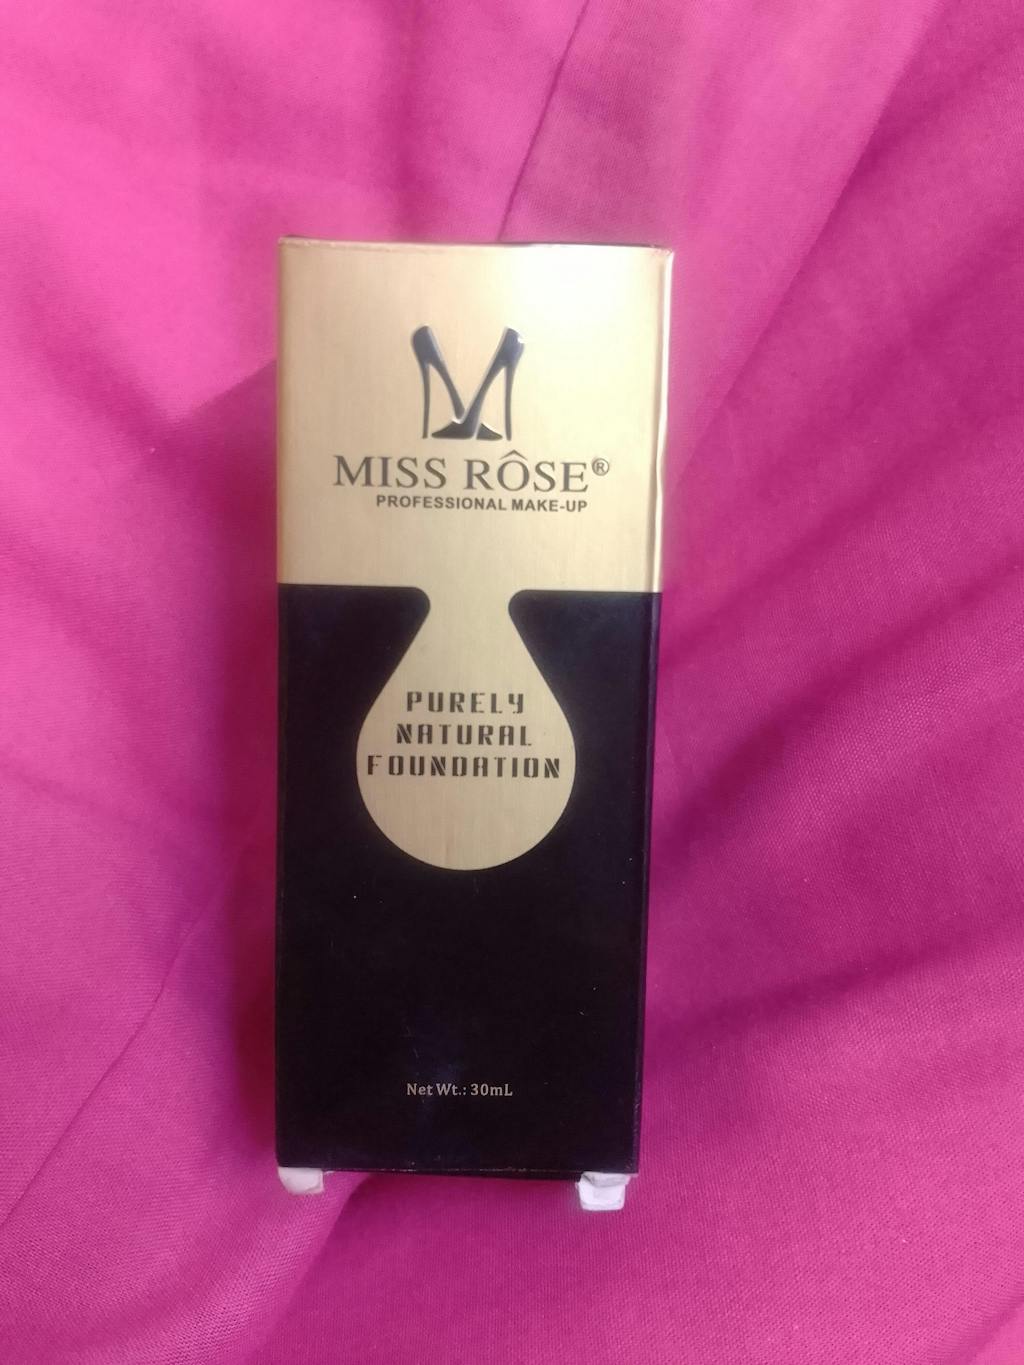 MISS RÔSE®
PROFESSIONAL MAKE-UP
PURELY
NATURAL
FOUNDATION
Net Wt.: 30mL